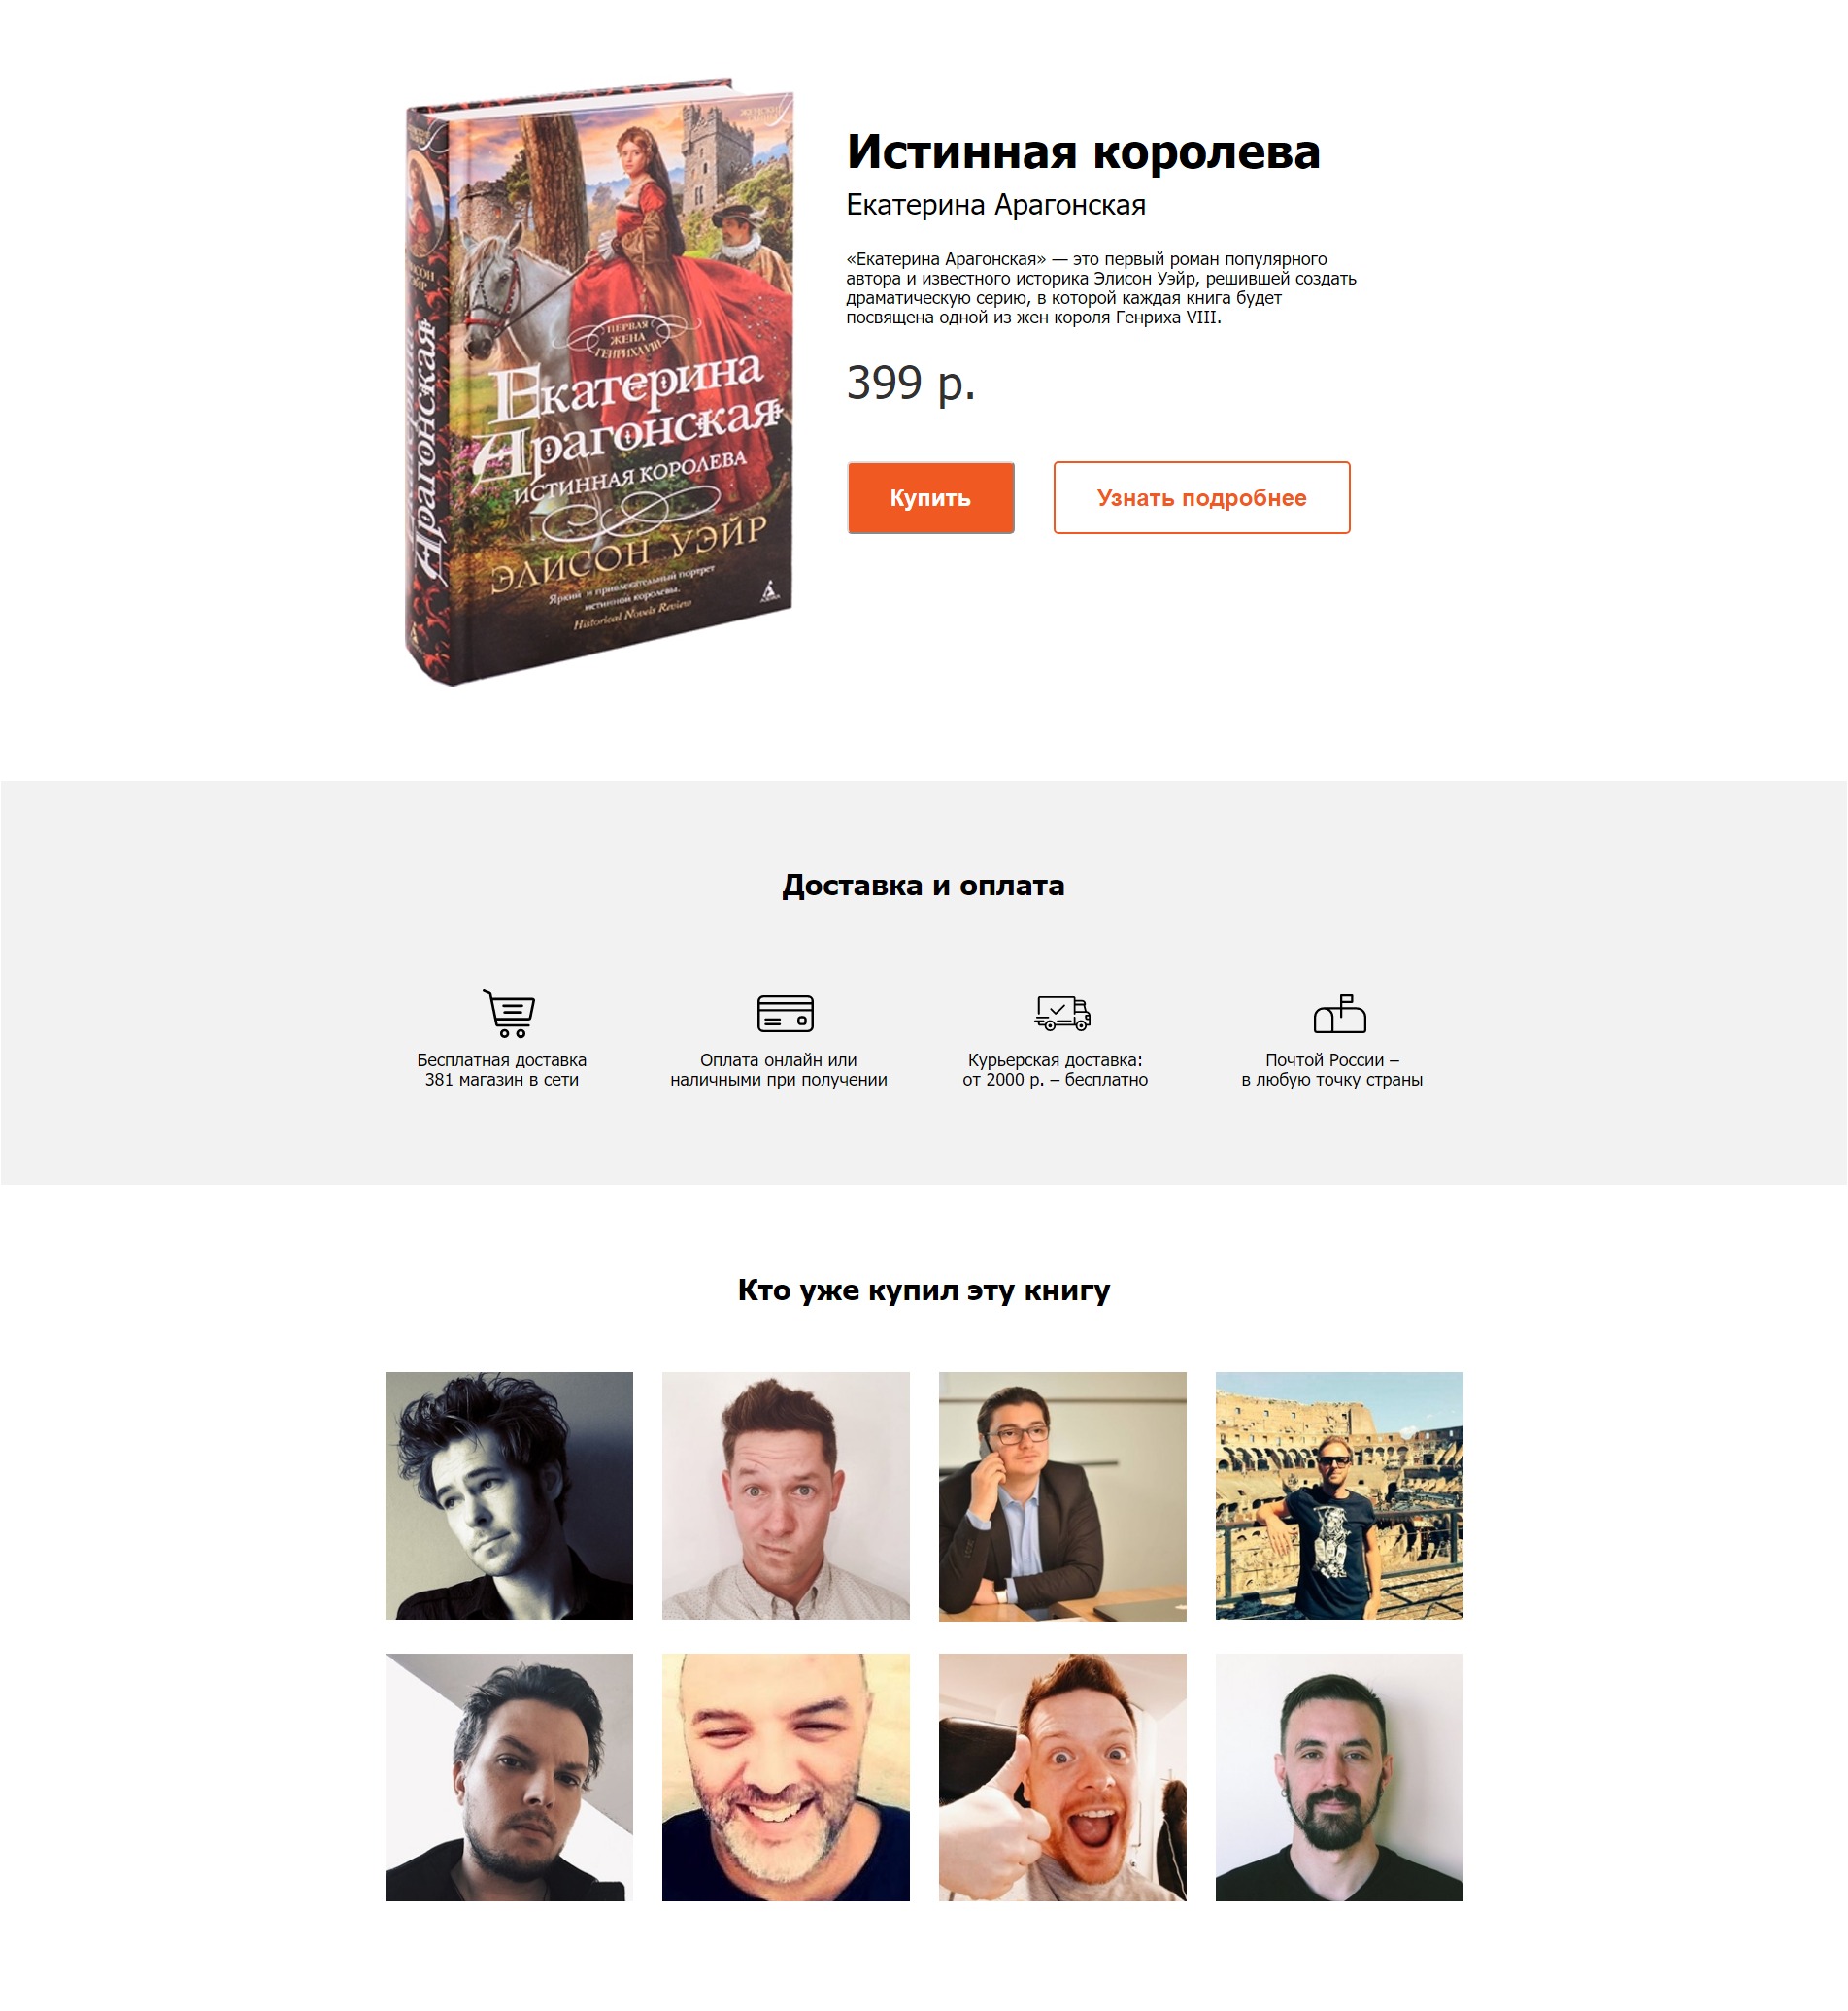 ПЕРВАЯ
ЖЕНА
ГЕНРИХА VIII
Екатерина
Арагонская
ИСТИННАЯ КОРОЛЕВА
ЭЛИСОН УЭЙР
Яркий и привлекательный портрет
истинной королевы.
Historical Novels Review
Арагонская
Истинная королева
Екатерина Арагонская
«Екатерина Арагонская» — это первый роман популярного
автора и известного историка Элисон Уэйр, решившей создать
драматическую серию, в которой каждая книга будет
посвящена одной из жен короля Генриха VIII.
399 р.
Купить
Узнать подробнее
Доставка и оплата
Бесплатная доставка
381 магазин в сети
Оплата онлайн или
наличными при получении
Курьерская доставка:
от 2000 р. – бесплатно
Почтой России –
в любую точку страны
Кто уже купил эту книгу